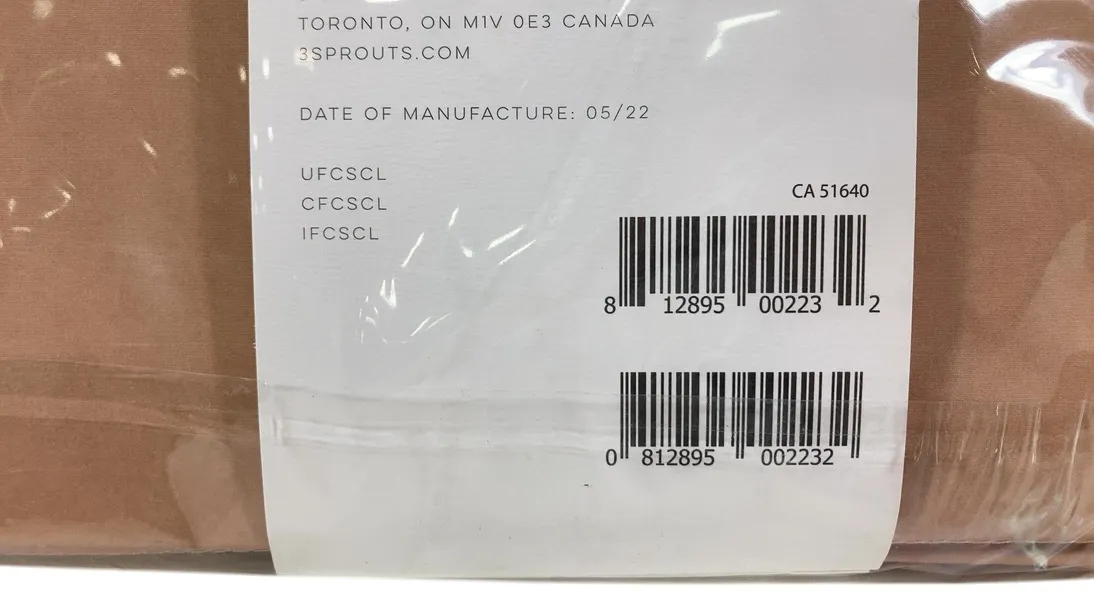 TORONTO, ON M1V 0E3 CANADA
3SPROUTS.COM
DATE OF MANUFACTURE: 05/22
UFCSCL
CFCSCL
IFCSCL
CA 51640
8 12895 00223 2
0 812895 002232